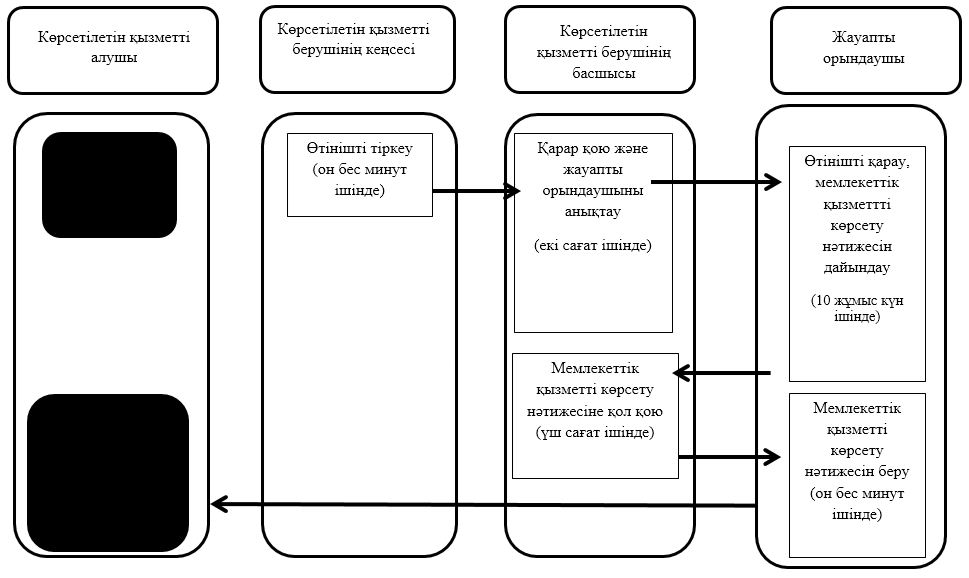 Көрсетілетін қызметті
алушы
Көрсетілетін қызметті
берушінің кеңсесі
Көрсетілетін
қызметті берушінің
басшысы
Жауапты
орындаушы
Өтінішті тіркеу
(он бес минут
ішінде)
Қарар қою және
жауапты
орындаушыны
анықтау
(екі сағат ішінде)
Өтінішті қарау,
мемлекеттік
қызметтті
көрсету
нәтижесін
дайындау
(10 жұмыс күн
ішінде)
Мемлекеттік
қызметті көрсету
нәтижесіне қол қою
(үш сағат ішінде)
Мемлекеттік
қызметті
көрсету
нәтижесін беру
(он бес минут
ішінде)